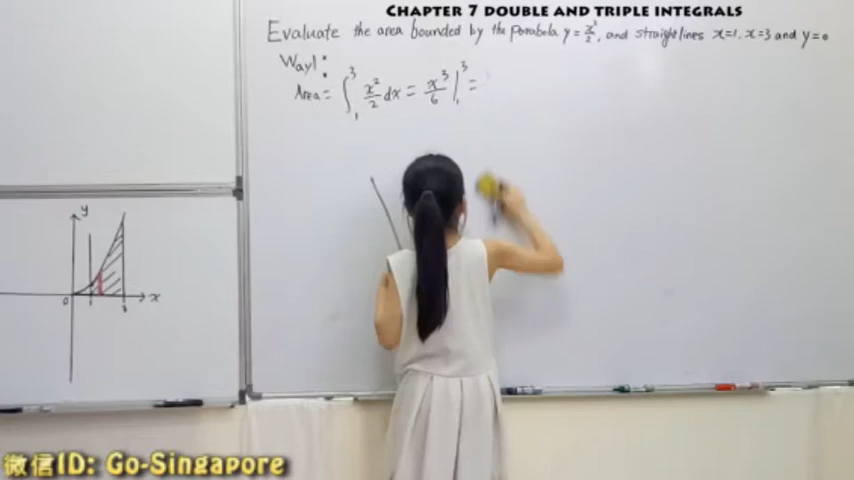 CHAPTER 7 DOUBLE AND TRIPLE INTEGRALS
Evaluate the area bounded by the parabola y = x²/2, and straight lines x=1, x=3 and y=0
Way1:
Area = ∫₁³ x²/2 dx = x³/6 |₁³ =
y
0 1 3 x
微信ID: Go-Singapore